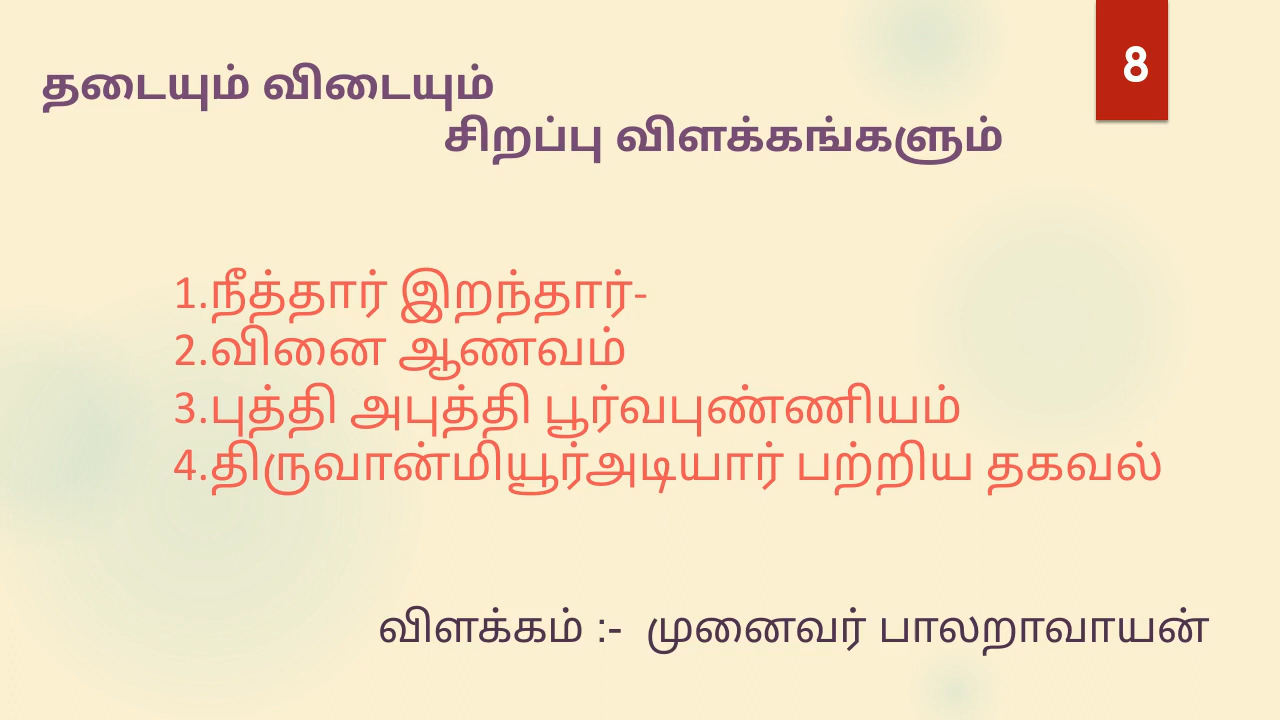 8
தடையும் விடையும்
சிறப்பு விளக்கங்களும்
1.நீத்தார் இறந்தார்-
2.வினை ஆணவம்
3.புத்தி அபுத்தி பூர்வபுண்ணியம்
4.திருவான்மியூர்அடியார் பற்றிய தகவல்
விளக்கம் :- முனைவர் பாலறாவாயன்